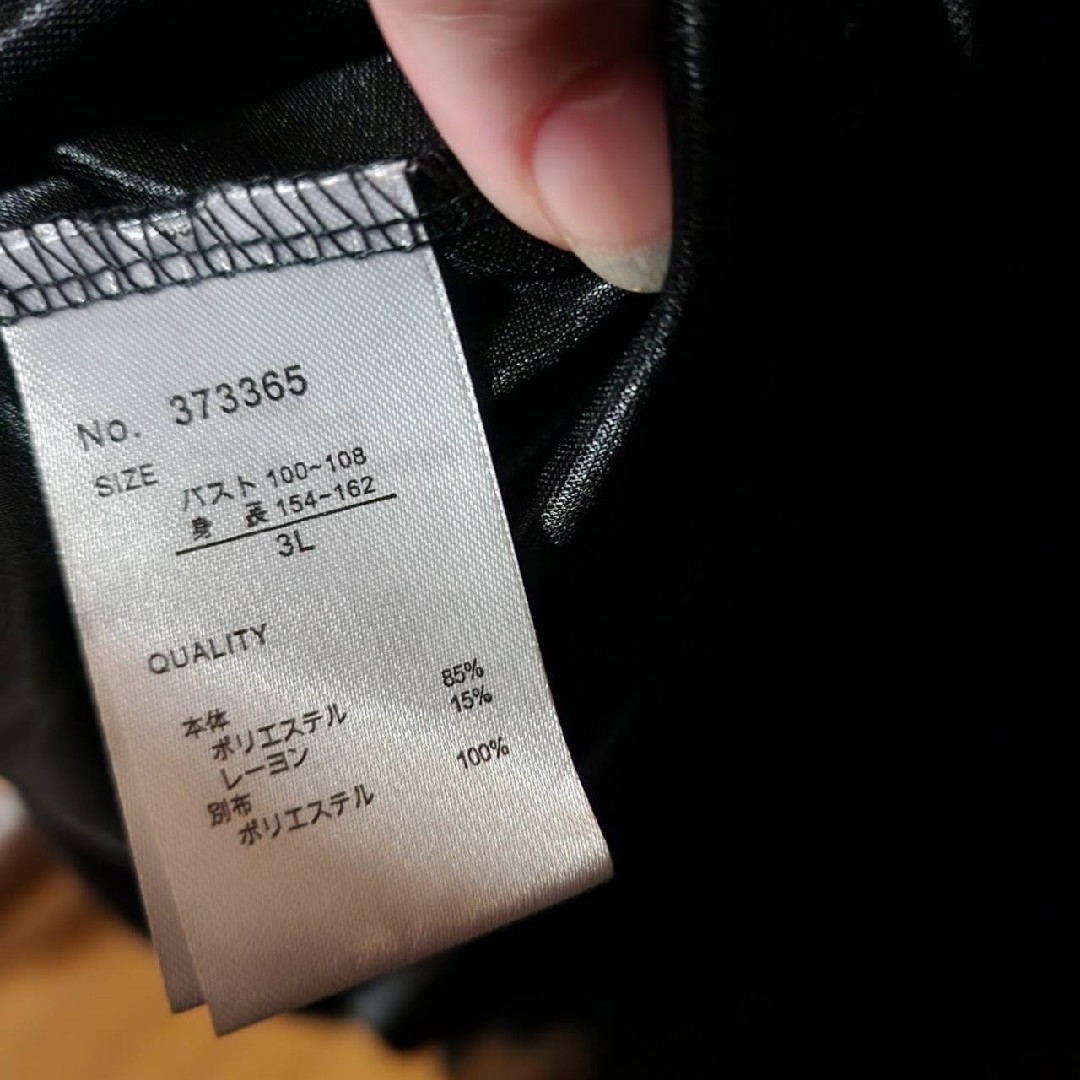 No. 373365
SIZE バスト 100~108
身 長 154~162
3L
QUALITY
本体
ポリエステル 85%
レーヨン 15%
別布
ポリエステル 100%